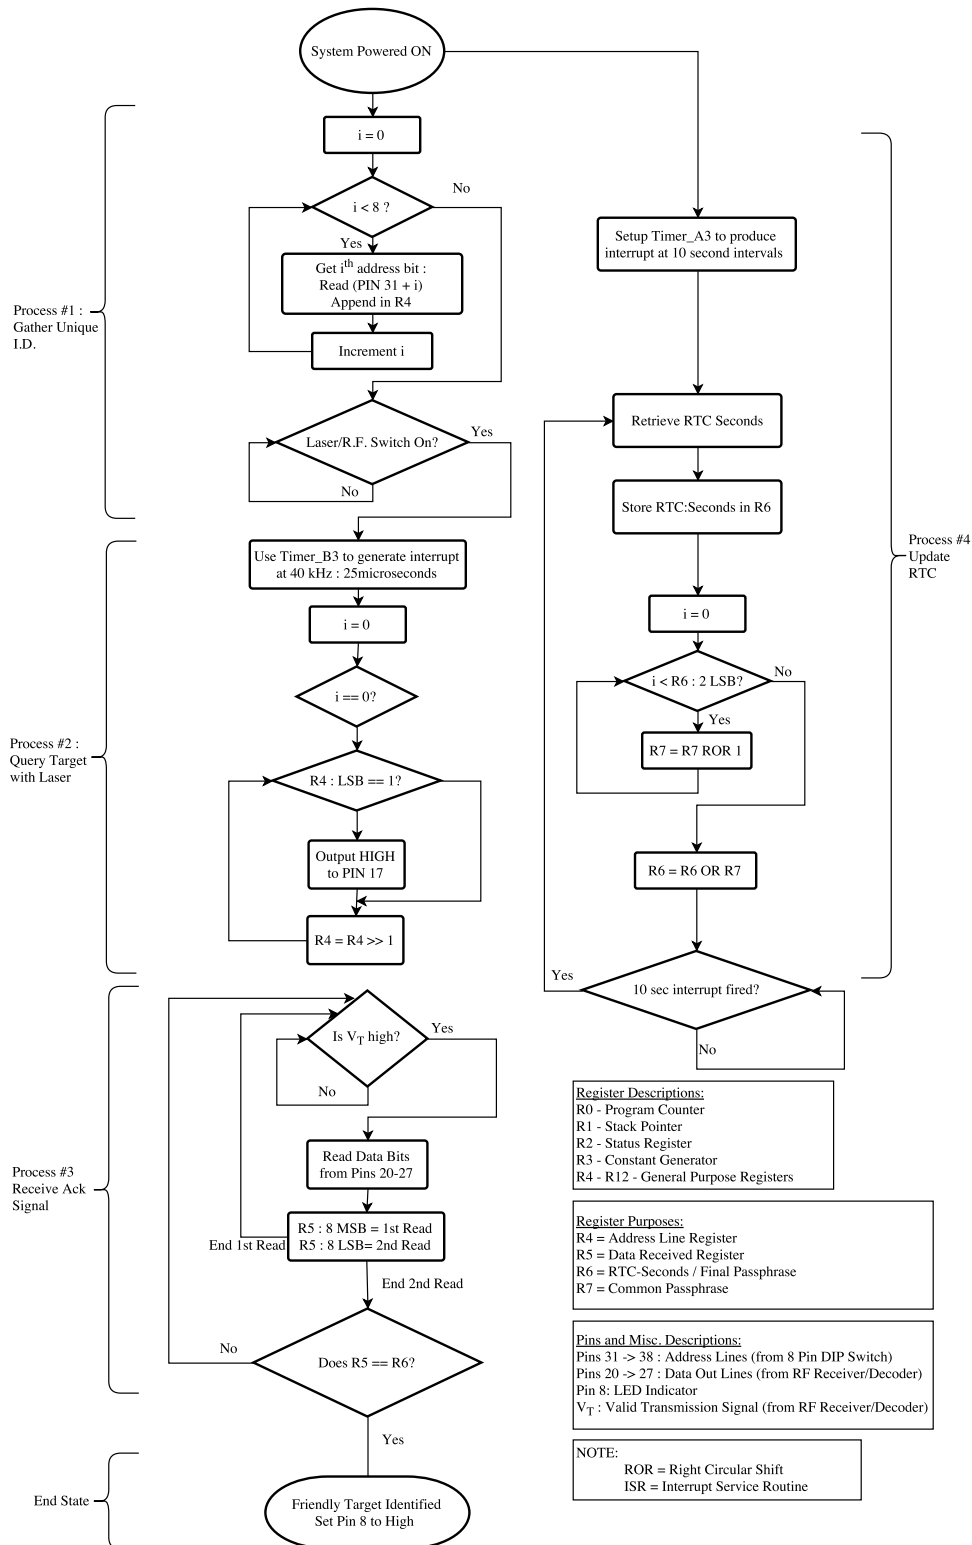 System Powered ON
i = 0
i < 8 ?
No
Yes
Get ith address bit :
Read (PIN 31 + i)
Append in R4
Increment i
Laser/R.F. Switch On?
Yes
No
Process #1 :
Gather Unique
I.D.
Use Timer_B3 to generate interrupt
at 40 kHz : 25microseconds
i = 0
i == 0?
R4 : LSB == 1?
Output HIGH
to PIN 17
R4 = R4 >> 1
Process #2 :
Query Target
with Laser
Is VT high?
Yes
No
Read Data Bits
from Pins 20-27
R5 : 8 MSB = 1st Read
R5 : 8 LSB= 2nd Read
End 1st Read
End 2nd Read
Does R5 == R6?
No
Yes
Process #3
Receive Ack
Signal
Friendly Target Identified
Set Pin 8 to High
End State
Setup Timer_A3 to produce
interrupt at 10 second intervals
Retrieve RTC Seconds
Store RTC:Seconds in R6
i = 0
i < R6 : 2 LSB?
No
Yes
R7 = R7 ROR 1
R6 = R6 OR R7
10 sec interrupt fired?
Yes
No
Process #4
Update
RTC
Register Descriptions:
R0 - Program Counter
R1 - Stack Pointer
R2 - Status Register
R3 - Constant Generator
R4 - R12 - General Purpose Registers
Register Purposes:
R4 = Address Line Register
R5 = Data Received Register
R6 = RTC-Seconds / Final Passphrase
R7 = Common Passphrase
Pins and Misc. Descriptions:
Pins 31 -> 38 : Address Lines (from 8 Pin DIP Switch)
Pins 20 -> 27 : Data Out Lines (from RF Receiver/Decoder)
Pin 8: LED Indicator
VT : Valid Transmission Signal (from RF Receiver/Decoder)
NOTE:
ROR = Right Circular Shift
ISR = Interrupt Service Routine